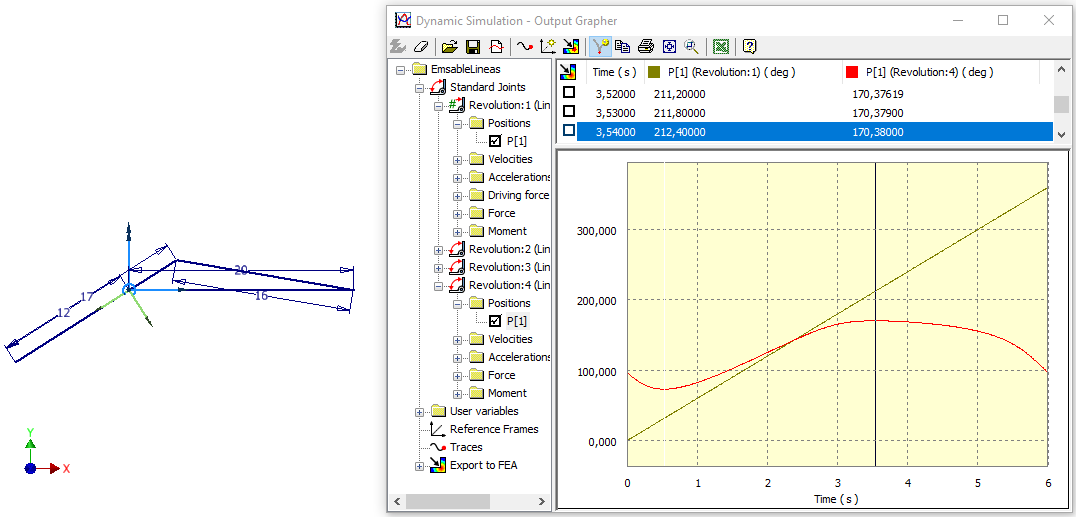 Dynamic Simulation - Output Grapher
EmsableLineas
Standard Joints
Revolution:1 (Lin
Positions
P[1]
Velocities
Accelerations
Driving force
Force
Moment
Revolution:2 (Lin
Revolution:3 (Lin
Revolution:4 (Lin
Positions
P[1]
Velocities
Accelerations
Force
Moment
User variables
Reference Frames
Traces
Export to FEA
Time ( s ) P[1] (Revolution:1) ( deg ) P[1] (Revolution:4) ( deg )
3,52000 211,20000 170,37619
3,53000 211,80000 170,37900
3,54000 212,40000 170,38000
300,000
200,000
100,000
0,000
0 1 2 3 4 5 6
Time ( s )
20
17
16
12
Y
X